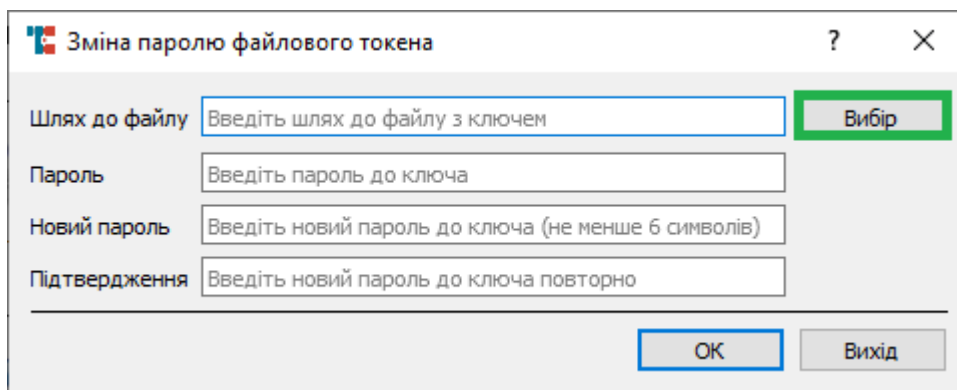 Зміна паролю файлового токена ?
Шлях до файлу Введіть шлях до файлу з ключем Вибір
Пароль Введіть пароль до ключа
Новий пароль Введіть новий пароль до ключа (не менше 6 символів)
Підтвердження Введіть новий пароль до ключа повторно
OK Вихід